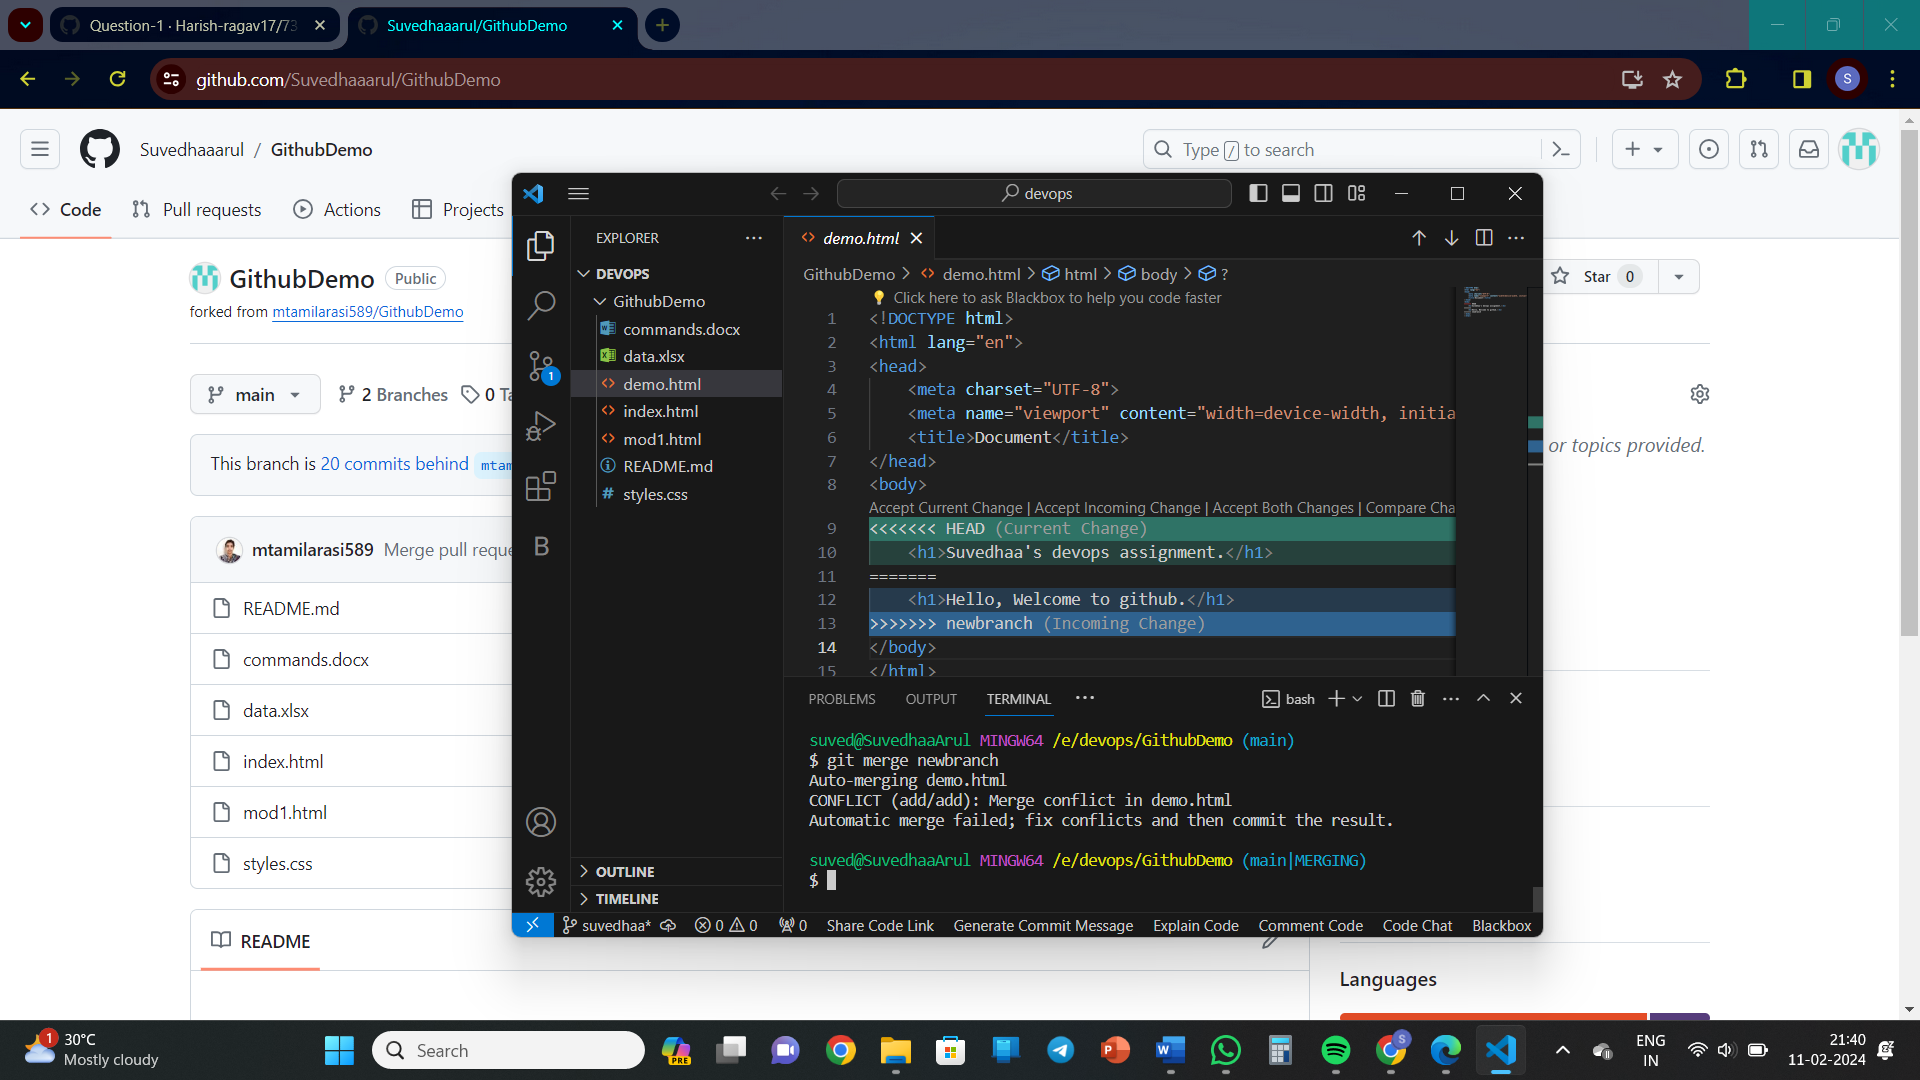 Question-1 · Harish-ragav17/73
Suvedhaaarul/GithubDemo
github.com/Suvedhaaarul/GithubDemo
S
Suvedhaaarul / GithubDemo
Type / to search
Code
Pull requests
Actions
Projects
GithubDemo
Public
forked from mtamilarasi589/GithubDemo
Star 0
main
2 Branches
0 Ta
This branch is 20 commits behind mtam
or topics provided.
mtamilarasi589 Merge pull reque
README.md
commands.docx
data.xlsx
index.html
mod1.html
styles.css
README
Languages
devops
EXPLORER
DEVOPS
GithubDemo
commands.docx
data.xlsx
demo.html
index.html
mod1.html
README.md
styles.css
1
B
OUTLINE
TIMELINE
demo.html
GithubDemo > demo.html > html > body > ?
Click here to ask Blackbox to help you code faster
1 <!DOCTYPE html>
2 <html lang="en">
3 <head>
4 <meta charset="UTF-8">
5 <meta name="viewport" content="width=device-width, initia
6 <title>Document</title>
7 </head>
8 <body>
Accept Current Change | Accept Incoming Change | Accept Both Changes | Compare Cha
9 <<<<<<< HEAD (Current Change)
10 <h1>Suvedhaa's devops assignment.</h1>
11 =======
12 <h1>Hello, Welcome to github.</h1>
13 >>>>>>> newbranch (Incoming Change)
14 </body>
15 </html>
PROBLEMS
OUTPUT
TERMINAL
bash
suved@SuvedhaaArul MINGW64 /e/devops/GithubDemo (main)
$ git merge newbranch
Auto-merging demo.html
CONFLICT (add/add): Merge conflict in demo.html
Automatic merge failed; fix conflicts and then commit the result.
suved@SuvedhaaArul MINGW64 /e/devops/GithubDemo (main|MERGING)
$
suvedhaa*
0
0
0
Share Code Link
Generate Commit Message
Explain Code
Comment Code
Code Chat
Blackbox
1
30°C
Mostly cloudy
Search
PRE
S
ENG
IN
21:40
11-02-2024